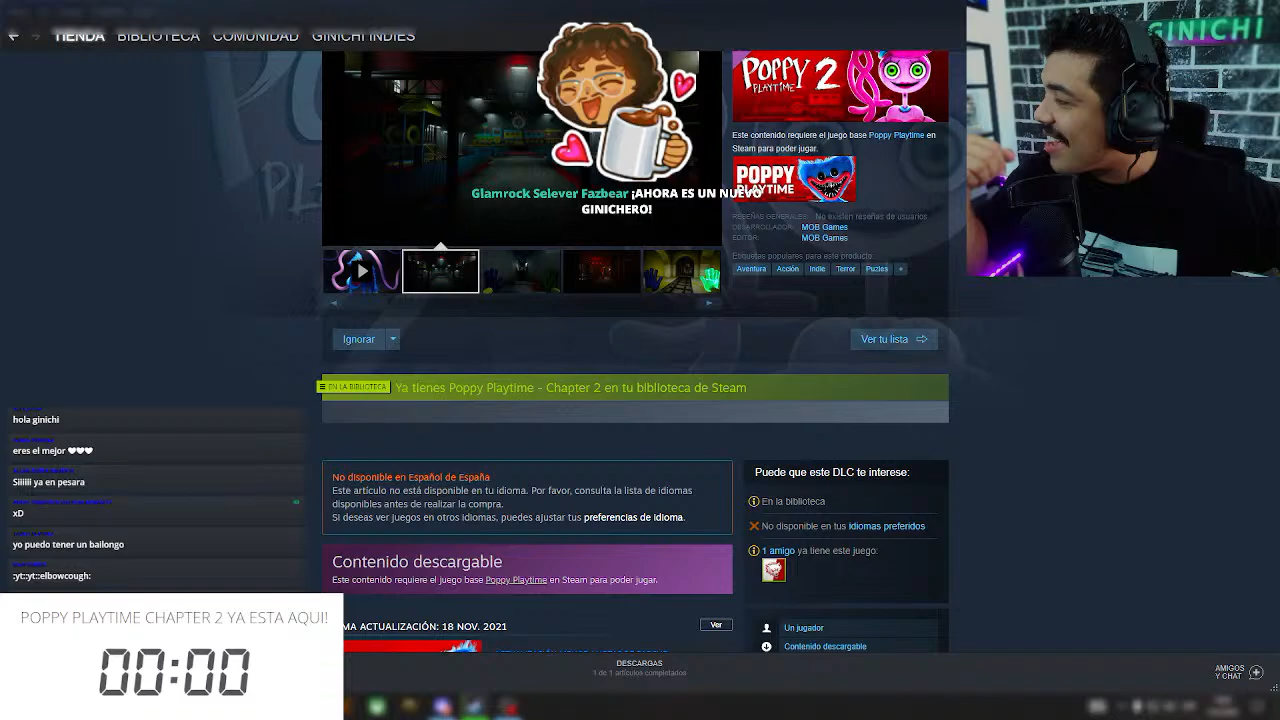 TIENDA BIBLIOTECA COMUNIDAD GINICHI INDIES
GINICHI
POPPY PLAYTIME 2
Este contenido requiere el juego base Poppy Playtime en
Steam para poder jugar.
POPPY
PLAYTIME
Glamrock Selever Fazbear ¡AHORA ES UN NUEVO
GINICHERO!
RESEÑAS GENERALES: No existen reseñas de usuarios
DESARROLLADOR: MOB Games
EDITOR: MOB Games
Etiquetas populares para este producto:
Aventura Acción Indie Terror Puzles +
Ignorar
Ver tu lista
EN LA BIBLIOTECA Ya tienes Poppy Playtime - Chapter 2 en tu biblioteca de Steam
hola ginichi
eres el mejor 🤍🤍🤍
Siiiiii ya en pesara
xD
yo puedo tener un bailongo
:yt::yt::elbowcough:
No disponible en Español de España
Este artículo no está disponible en tu idioma. Por favor, consulta la lista de idiomas
disponibles antes de realizar la compra.
Si deseas ver juegos en otros idiomas, puedes ajustar tus preferencias de idioma.
Puede que este DLC te interese:
En la biblioteca
No disponible en tus idiomas preferidos
1 amigo ya tiene este juego:
Contenido descargable
Este contenido requiere el juego base Poppy Playtime en Steam para poder jugar.
MA ACTUALIZACIÓN: 18 NOV. 2021
Ver
Un jugador
Contenido descargable
POPPY PLAYTIME CHAPTER 2 YA ESTA AQUI!
00:00
DESCARGAS
1 de 1 artículos completados
AMIGOS
Y CHAT